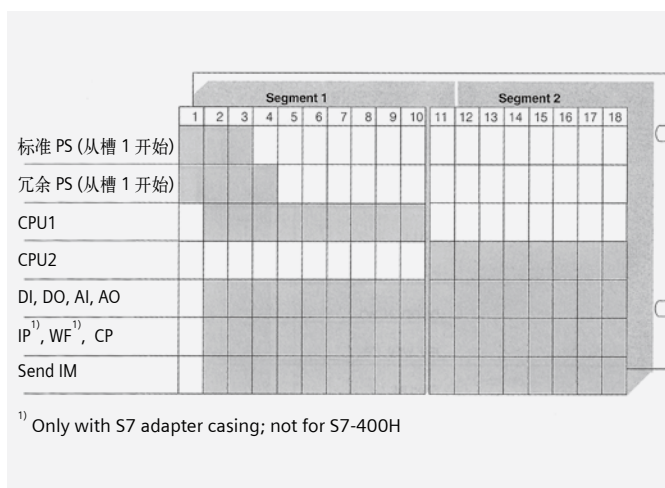 Segment 1 Segment 2
1 2 3 4 5 6 7 8 9 10 11 12 13 14 15 16 17 18
标准 PS (从槽 1 开始)
冗余 PS (从槽 1 开始)
CPU1
CPU2
DI, DO, AI, AO
IP1), WF1), CP
Send IM
1) Only with S7 adapter casing; not for S7-400H